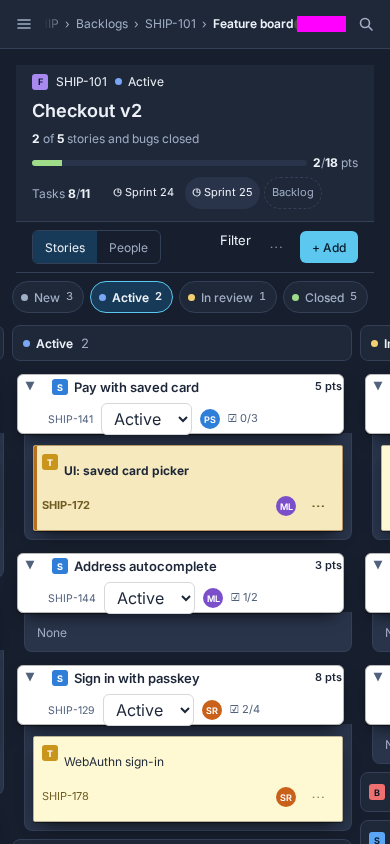 IP › Backlogs › SHIP-101 › Feature board
F SHIP-101 Active
Checkout v2
2 of 5 stories and bugs closed
2/18 pts
Tasks 8/11 Sprint 24 Sprint 25 Backlog
Stories People Filter ... + Add
New 3 Active 2 In review 1 Closed 5
Active 2
S Pay with saved card 5 pts
SHIP-141 Active PS ☑ 0/3
T UI: saved card picker
SHIP-172 ML ...
S Address autocomplete 3 pts
SHIP-144 Active ML ☑ 1/2
None
S Sign in with passkey 8 pts
SHIP-129 Active SR ☑ 2/4
T WebAuthn sign-in
SHIP-178 SR ...
B
S